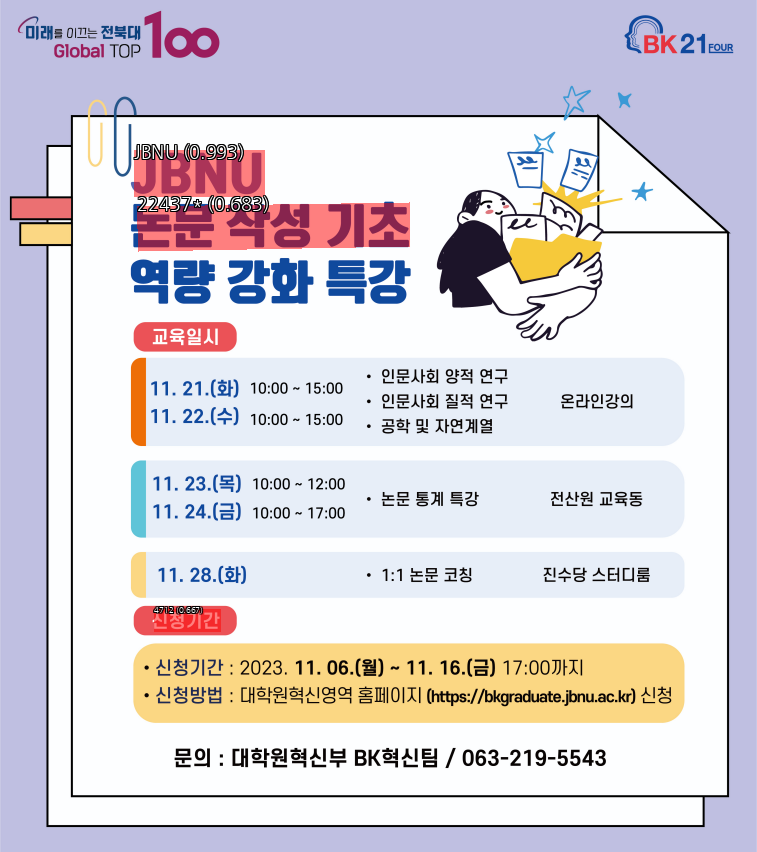 미래를 이끄는 전북대
Global TOP 100
BK 21 FOUR
JBNU (0.993)
JBNU
22437* (0.683)
논문 작성 기초
역량 강화 특강
교육일시
11. 21.(화) 10:00 ~ 15:00
11. 22.(수) 10:00 ~ 15:00
• 인문사회 양적 연구
• 인문사회 질적 연구
• 공학 및 자연계열
온라인강의
11. 23.(목) 10:00 ~ 12:00
11. 24.(금) 10:00 ~ 17:00
• 논문 통계 특강
전산원 교육동
11. 28.(화)
• 1:1 논문 코칭
진수당 스터디룸
4712 (0.667)
신청기간
• 신청기간 : 2023. 11. 06.(월) ~ 11. 16.(금) 17:00까지
• 신청방법 : 대학원혁신영역 홈페이지 (https://bkgraduate.jbnu.ac.kr) 신청
문의 : 대학원혁신부 BK혁신팀 / 063-219-5543